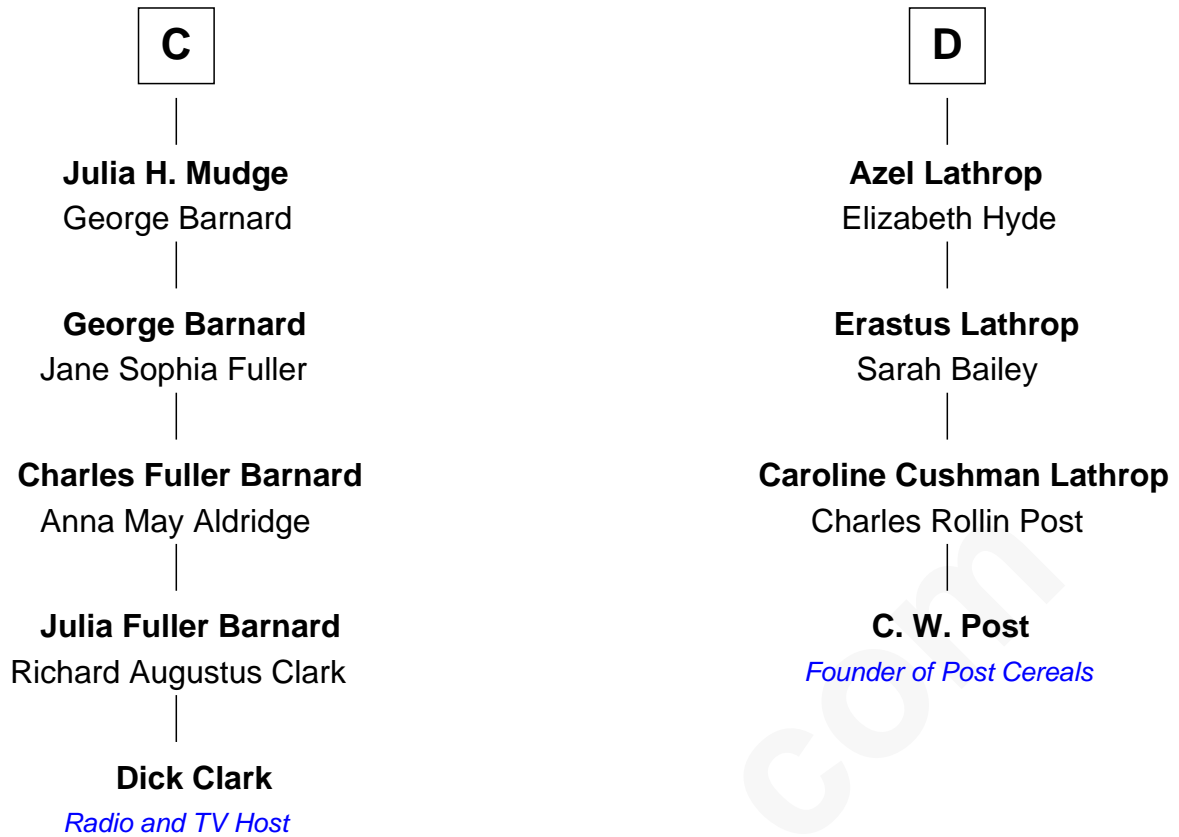 C
Julia H. Mudge
George Barnard
George Barnard
Jane Sophia Fuller
Charles Fuller Barnard
Anna May Aldridge
Julia Fuller Barnard
Richard Augustus Clark
Dick Clark
Radio and TV Host
D
Azel Lathrop
Elizabeth Hyde
Erastus Lathrop
Sarah Bailey
Caroline Cushman Lathrop
Charles Rollin Post
C. W. Post
Founder of Post Cereals
com